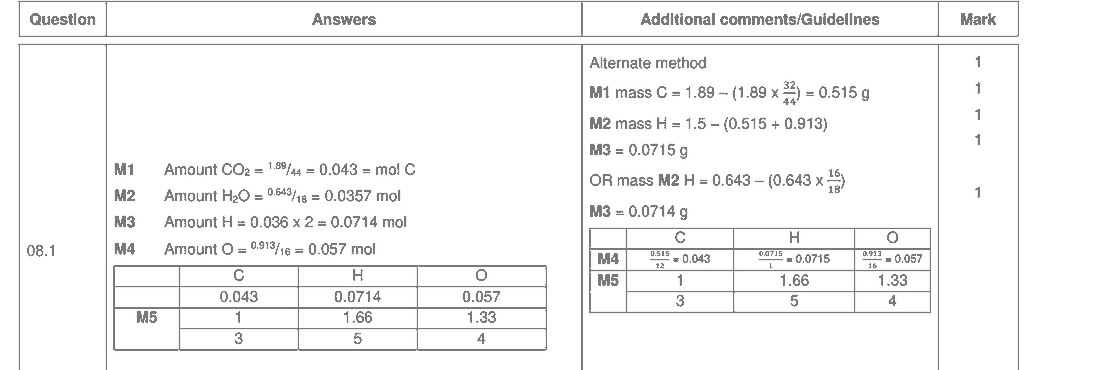 Question Answers Additional comments/Guidelines Mark
08.1
M1 Amount CO₂ = 1.89/44 = 0.043 = mol C
M2 Amount H₂O = 0.643/18 = 0.0357 mol
M3 Amount H = 0.036 x 2 = 0.0714 mol
M4 Amount O = 0.913/16 = 0.057 mol
C H O
0.043 0.0714 0.057
M5 1 1.66 1.33
3 5 4
Alternate method
M1 mass C = 1.89 – (1.89 x 32/44) = 0.515 g
M2 mass H = 1.5 – (0.515 + 0.913)
M3 = 0.0715 g
OR mass M2 H = 0.643 – (0.643 x 16/18)
M3 = 0.0714 g
C H O
M4 0.515/12 = 0.043 0.0715/1 = 0.0715 0.913/16 = 0.057
M5 1 1.66 1.33
3 5 4
1
1
1
1
1